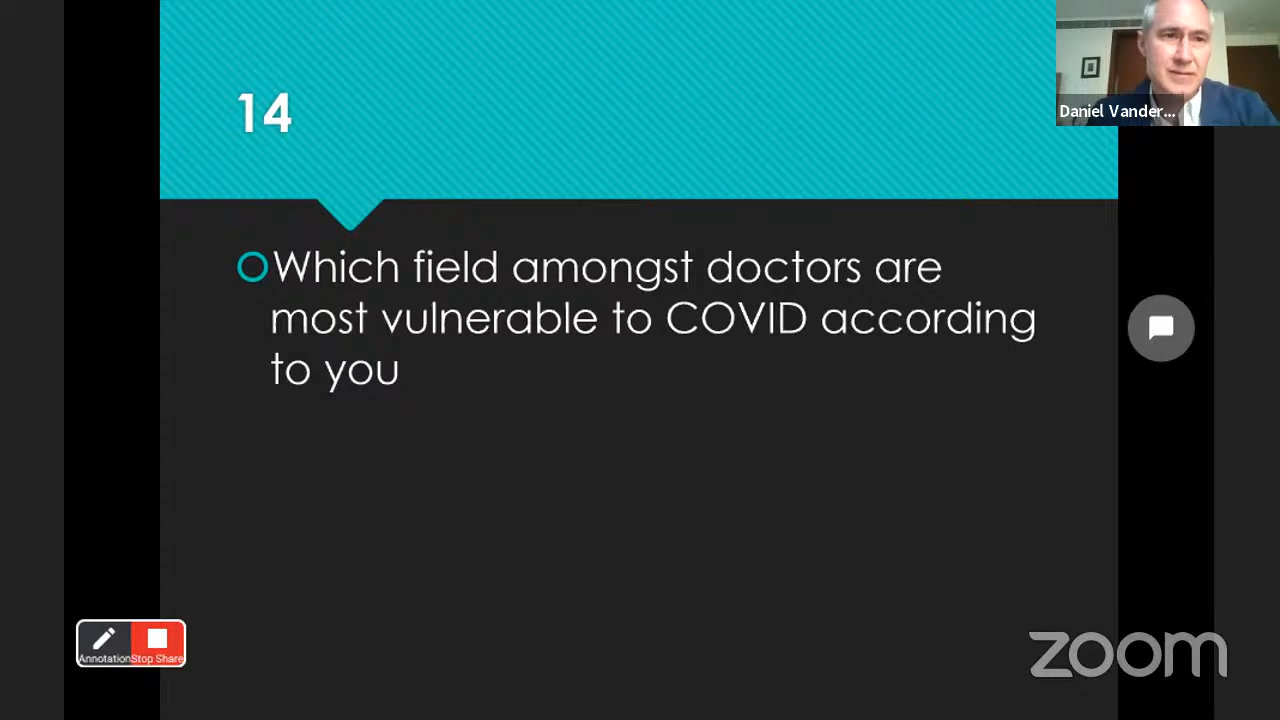 14
Daniel Vander...
Which field amongst doctors are
most vulnerable to COVID according
to you
Annotation Stop Share
zoom